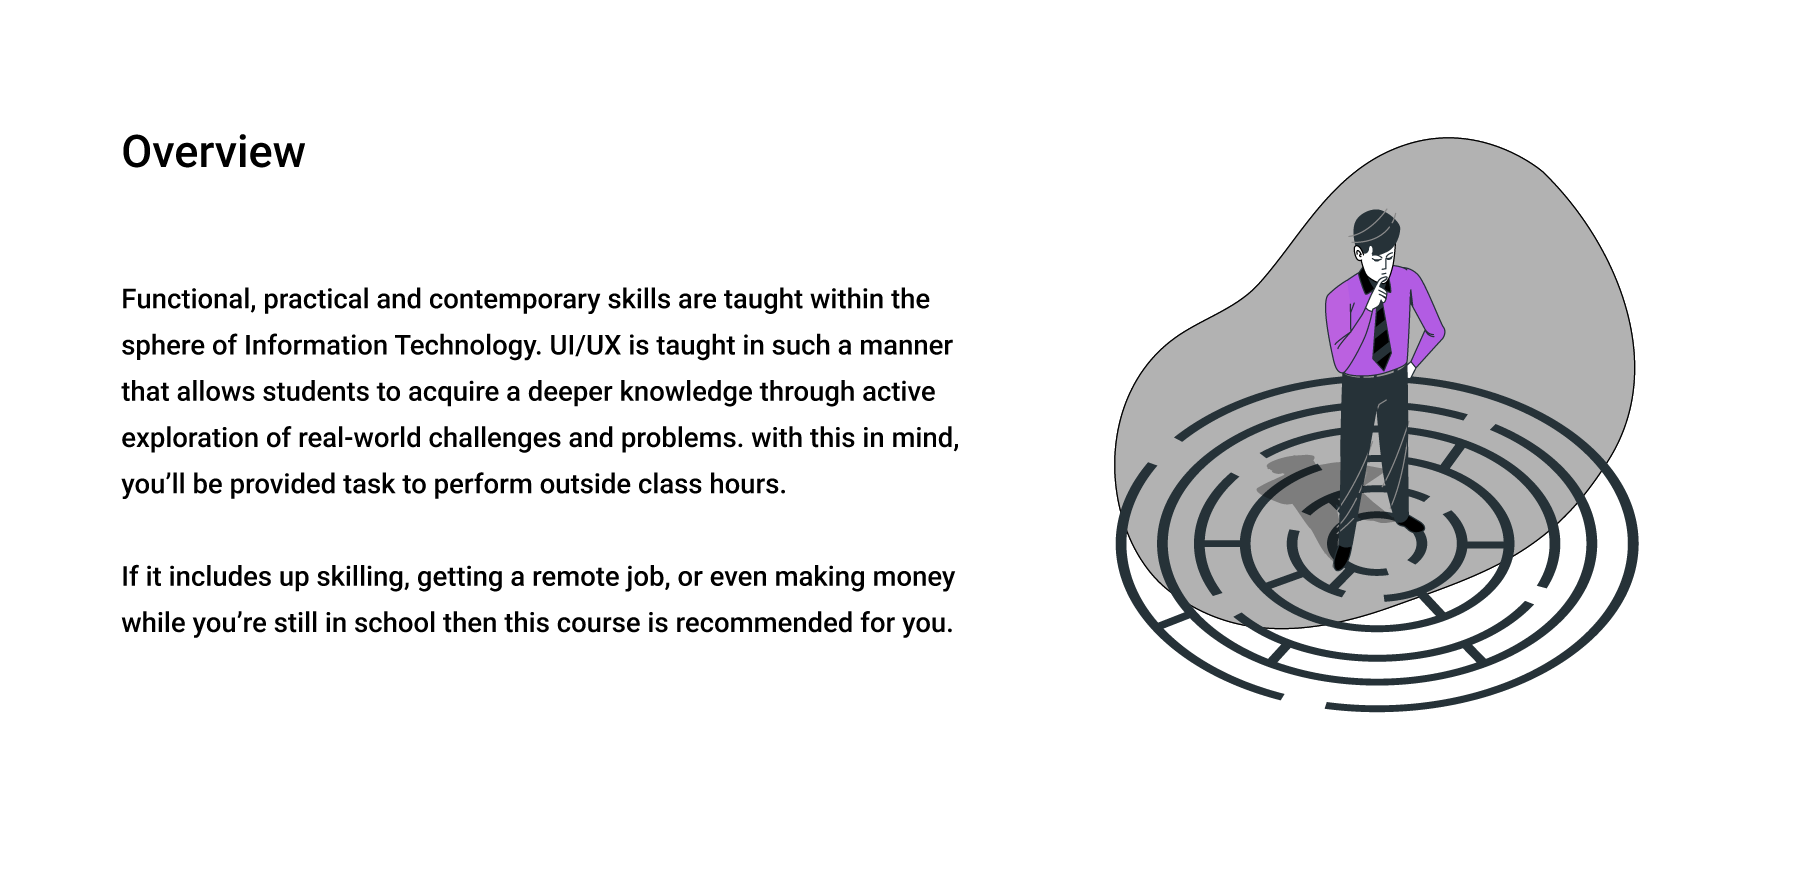 Overview
Functional, practical and contemporary skills are taught within the
sphere of Information Technology. UI/UX is taught in such a manner
that allows students to acquire a deeper knowledge through active
exploration of real-world challenges and problems. with this in mind,
you’ll be provided task to perform outside class hours.
If it includes up skilling, getting a remote job, or even making money
while you’re still in school then this course is recommended for you.